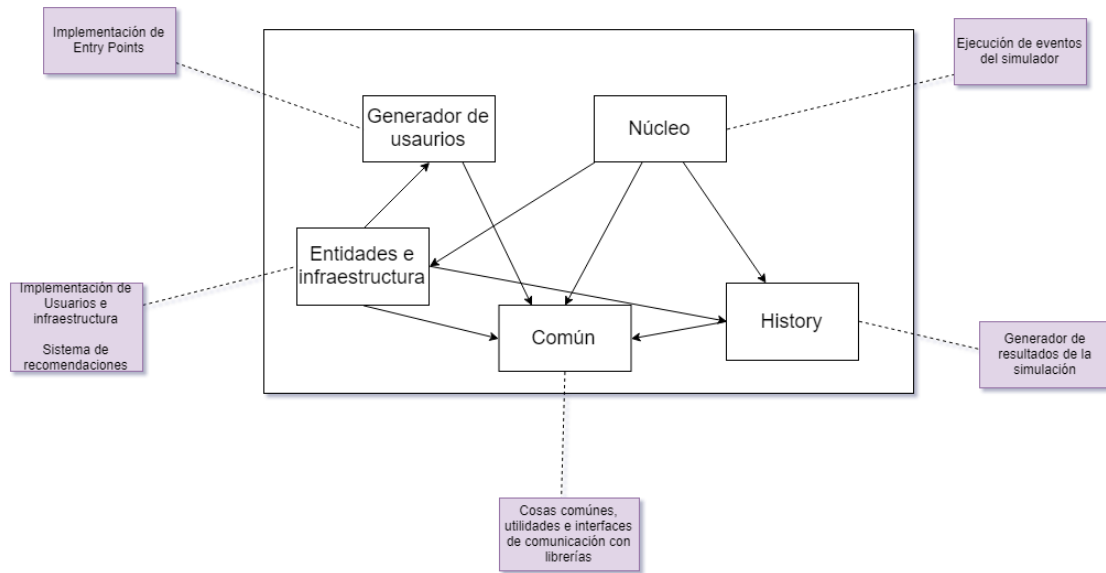 Implementación de
Entry Points
Ejecución de eventos
del simulador
Generador de
usaurios
Núcleo
Entidades e
infraestructura
Implementación de
Usuarios e
infraestructura
Sistema de
recomendaciones
Común
History
Generador de
resultados de la
simulación
Cosas comúnes,
utilidades e interfaces
de comunicación con
librerías